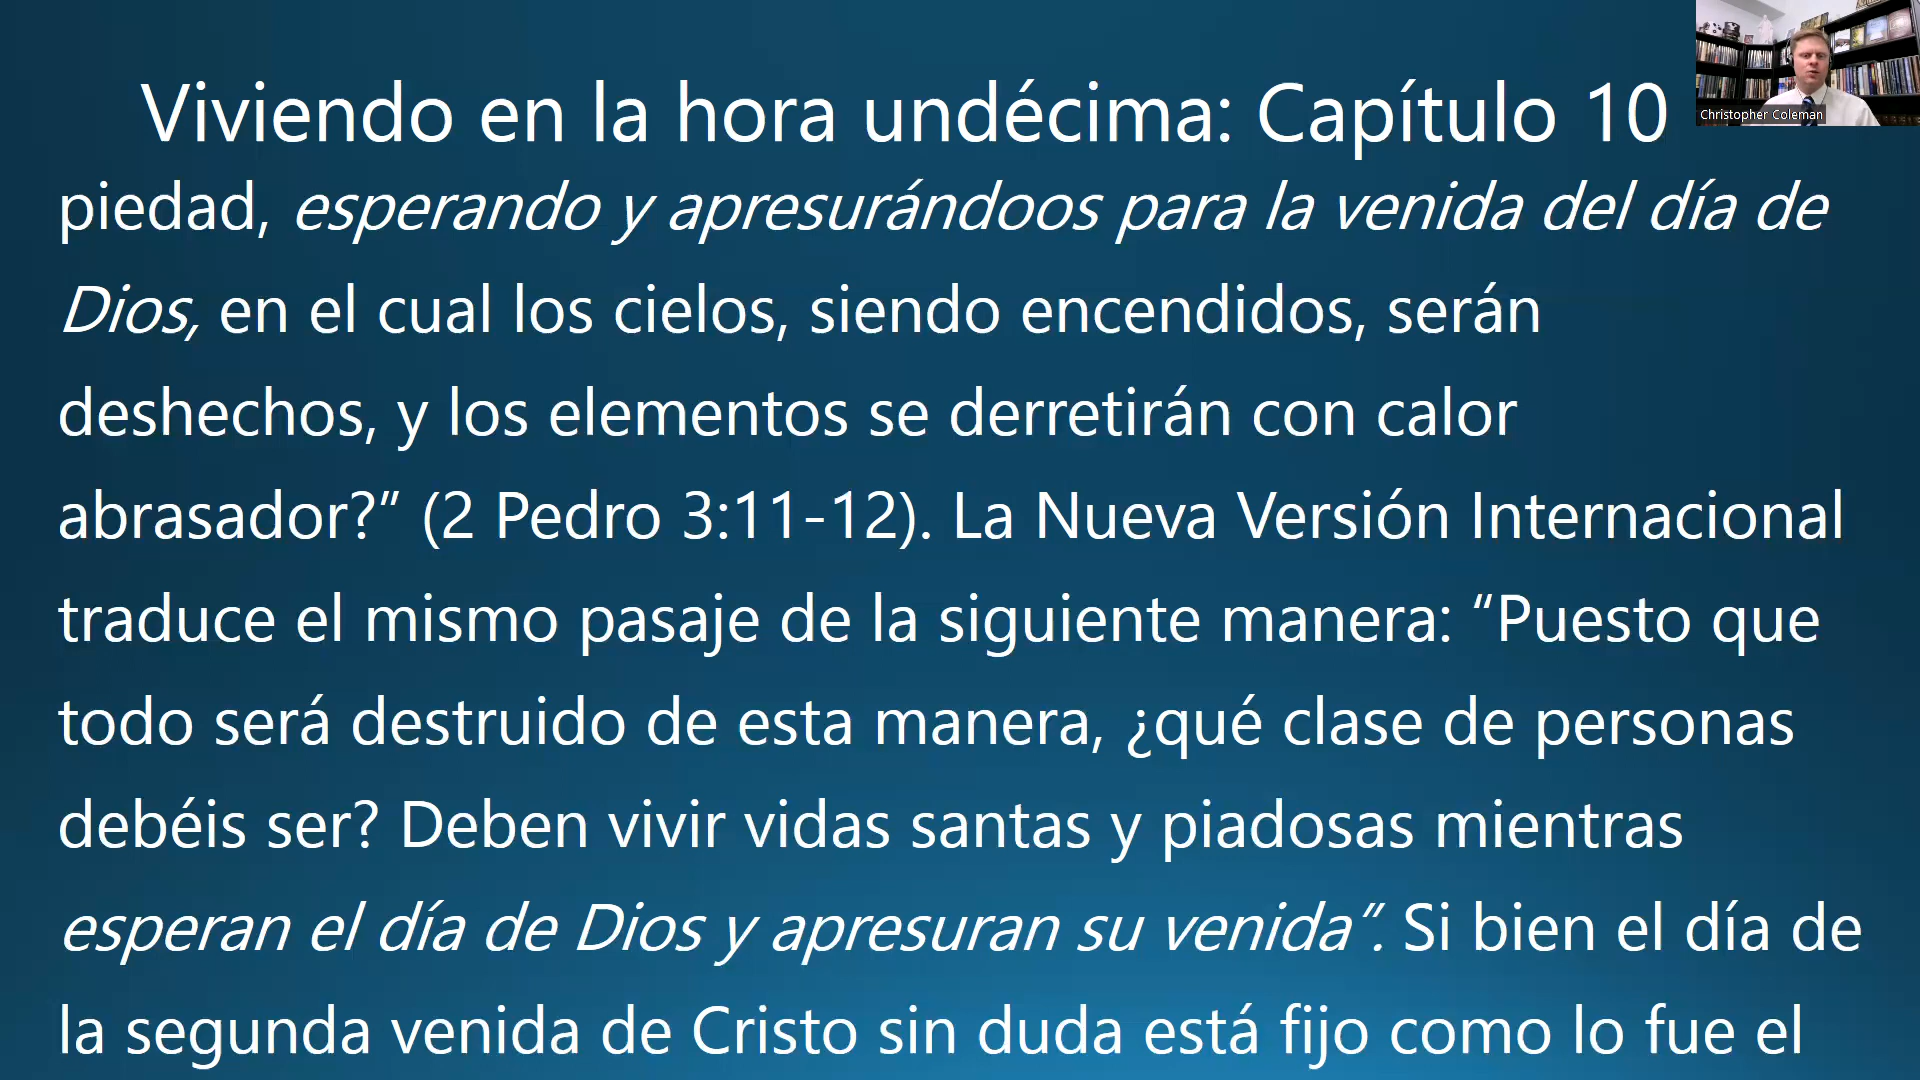 Viviendo en la hora undécima: Capítulo 10
Christopher Coleman
piedad, esperando y apresurándoos para la venida del día de
Dios, en el cual los cielos, siendo encendidos, serán
deshechos, y los elementos se derretirán con calor
abrasador?” (2 Pedro 3:11-12). La Nueva Versión Internacional
traduce el mismo pasaje de la siguiente manera: “Puesto que
todo será destruido de esta manera, ¿qué clase de personas
debéis ser? Deben vivir vidas santas y piadosas mientras
esperan el día de Dios y apresuran su venida”. Si bien el día de
la segunda venida de Cristo sin duda está fijo como lo fue el